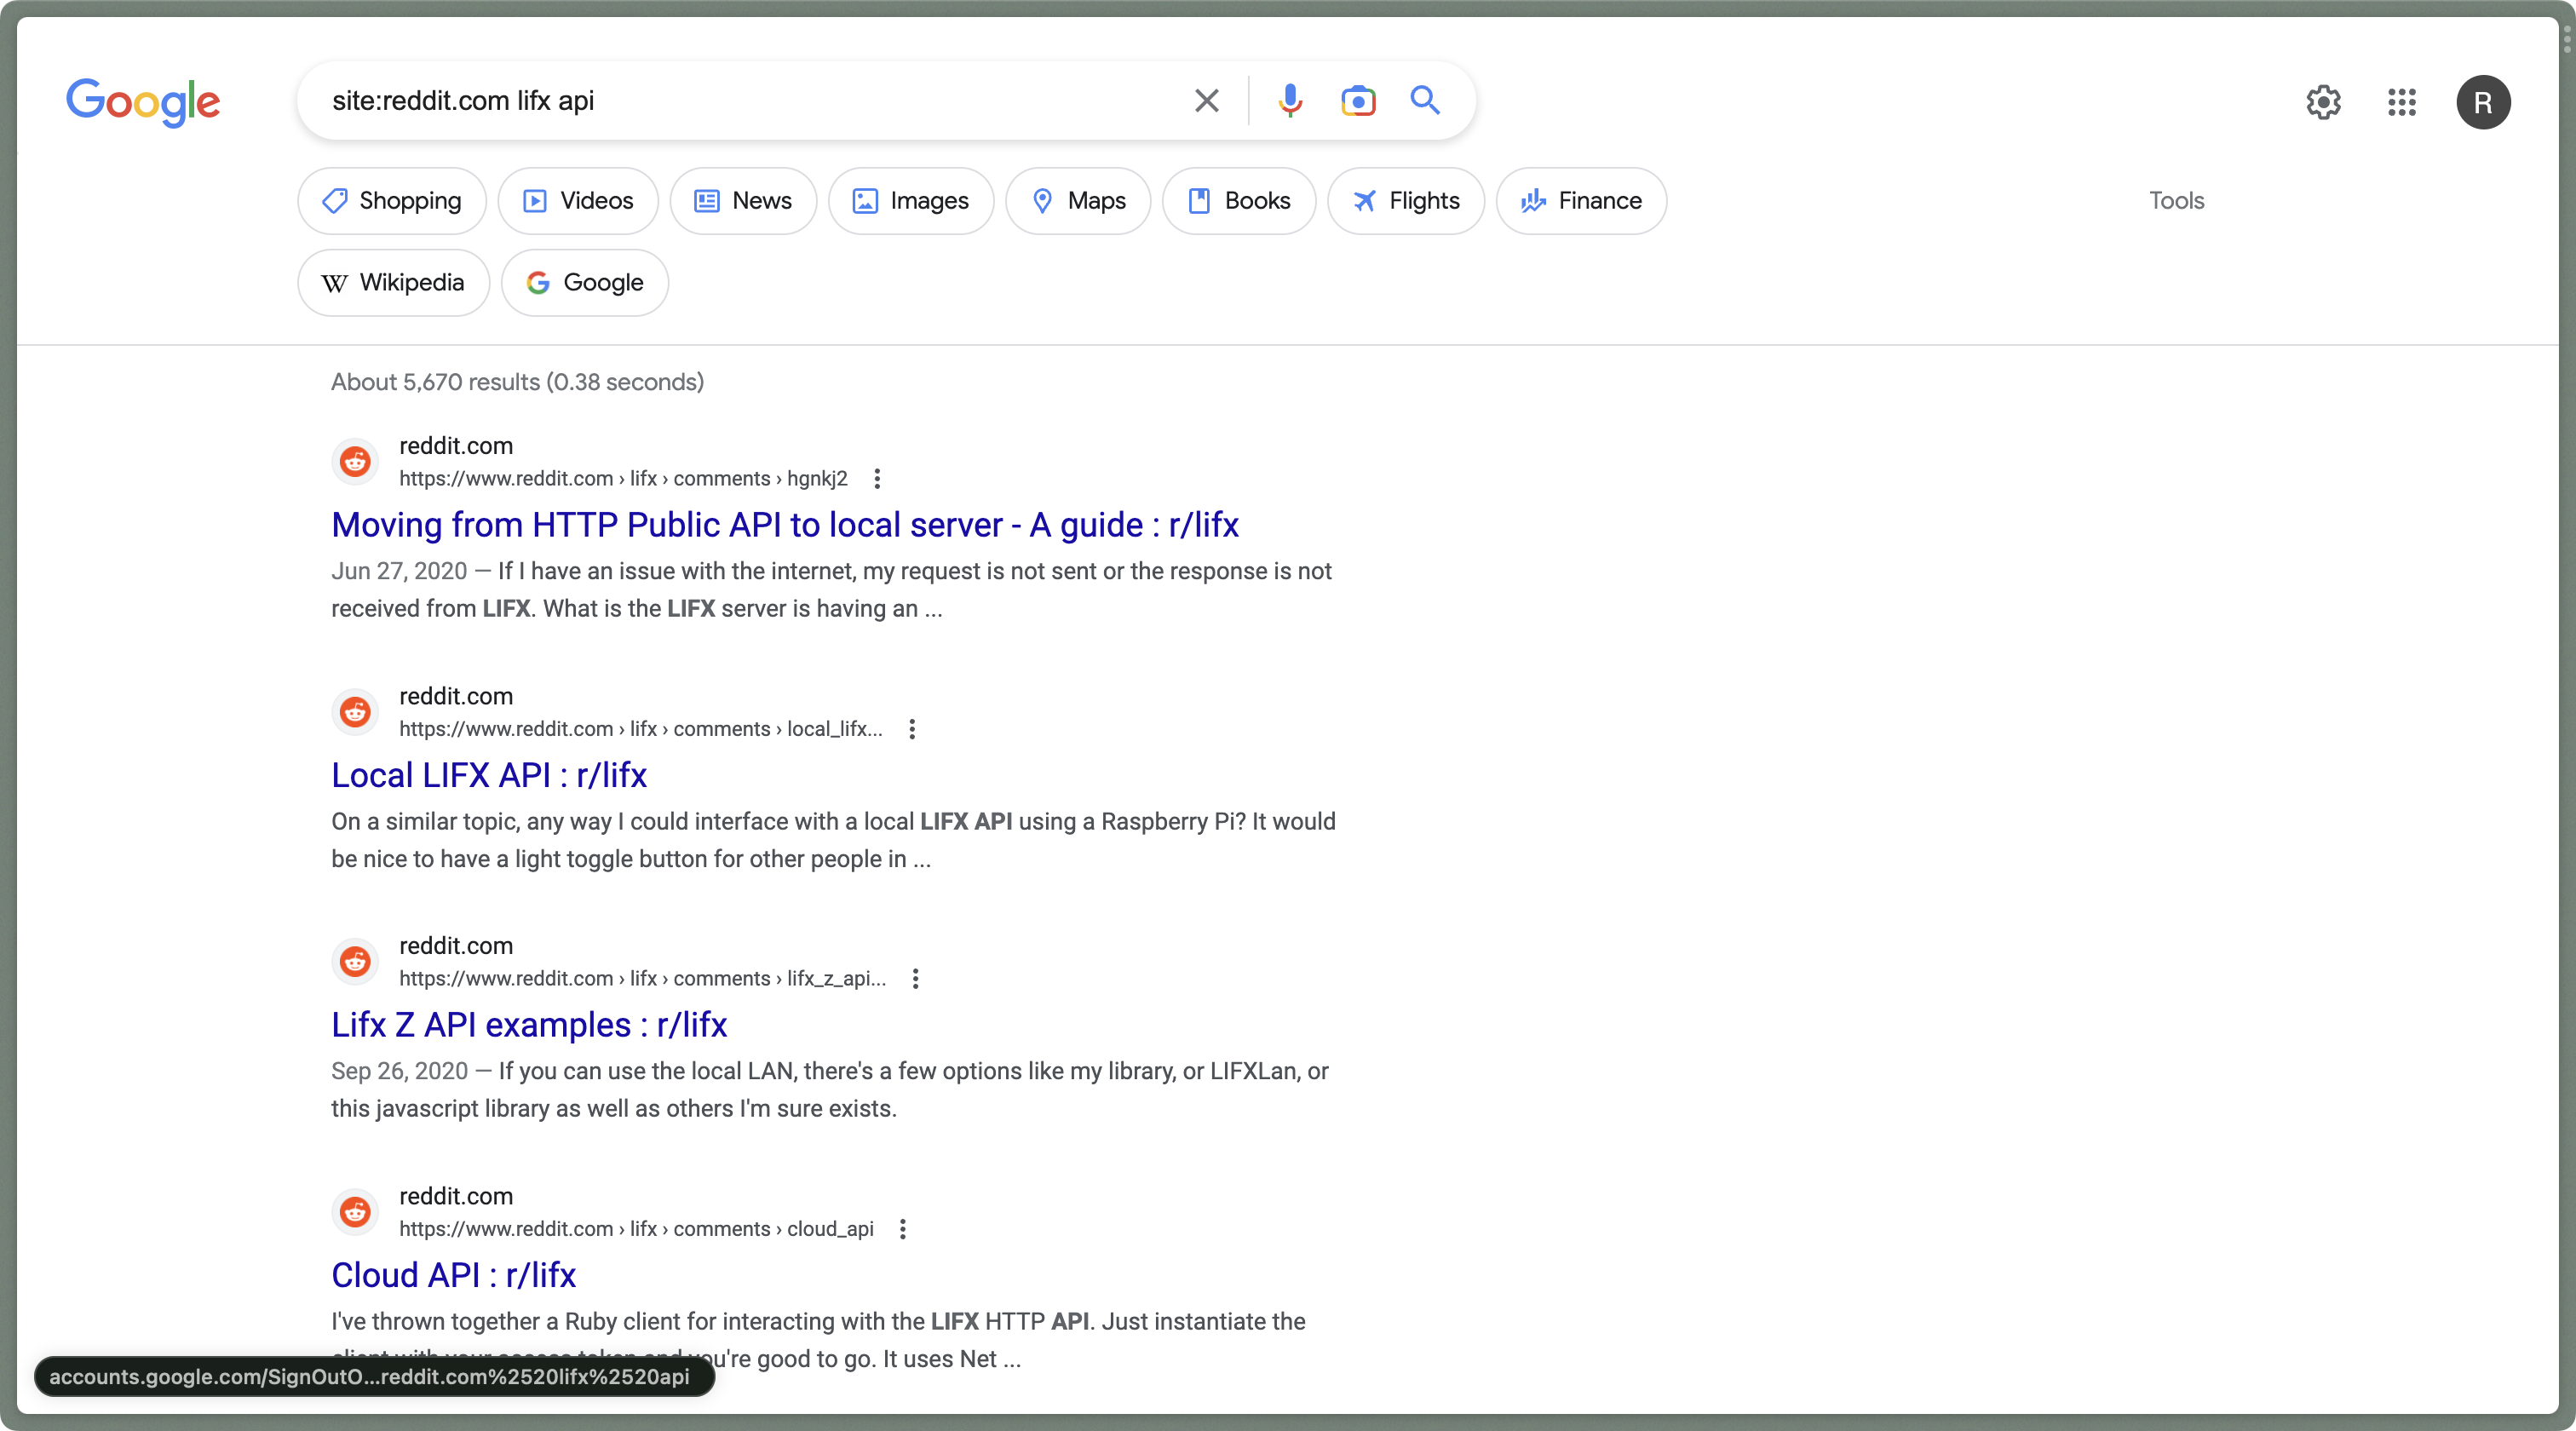 Google
site:reddit.com lifx api
R
Shopping
Videos
News
Images
Maps
Books
Flights
Finance
Tools
Wikipedia
Google
About 5,670 results (0.38 seconds)
reddit.com
https://www.reddit.com › lifx › comments › hgnkj2
Moving from HTTP Public API to local server - A guide : r/lifx
Jun 27, 2020 — If I have an issue with the internet, my request is not sent or the response is not
received from LIFX. What is the LIFX server is having an ...
reddit.com
https://www.reddit.com › lifx › comments › local_lifx...
Local LIFX API : r/lifx
On a similar topic, any way I could interface with a local LIFX API using a Raspberry Pi? It would
be nice to have a light toggle button for other people in ...
reddit.com
https://www.reddit.com › lifx › comments › lifx_z_api...
Lifx Z API examples : r/lifx
Sep 26, 2020 — If you can use the local LAN, there's a few options like my library, or LIFXLan, or
this javascript library as well as others I'm sure exists.
reddit.com
https://www.reddit.com › lifx › comments › cloud_api
Cloud API : r/lifx
I've thrown together a Ruby client for interacting with the LIFX HTTP API. Just instantiate the
client with your access token and you're good to go. It uses Net ...
accounts.google.com/SignOutO...reddit.com%2520lifx%2520api